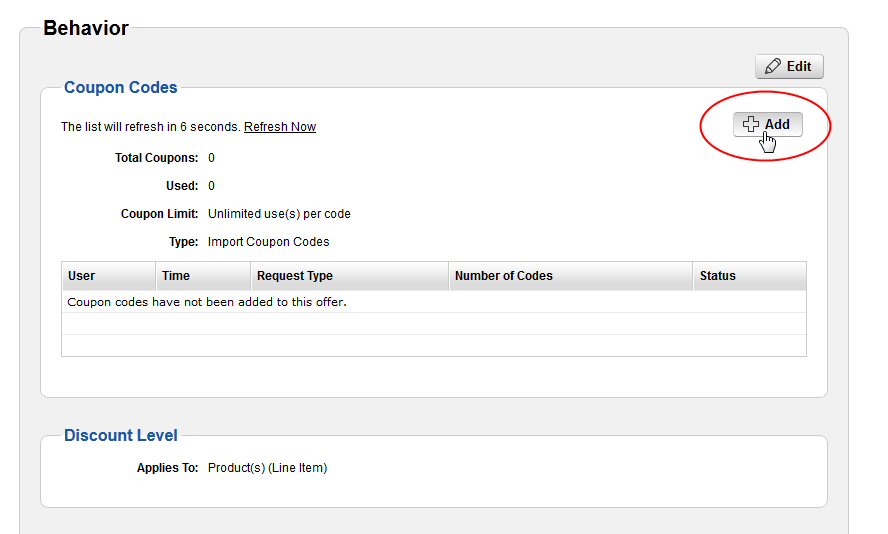 Behavior
Edit
Coupon Codes
The list will refresh in 6 seconds. Refresh Now
Add
Total Coupons: 0
Used: 0
Coupon Limit: Unlimited use(s) per code
Type: Import Coupon Codes
User Time Request Type Number of Codes Status
Coupon codes have not been added to this offer.
Discount Level
Applies To: Product(s) (Line Item)